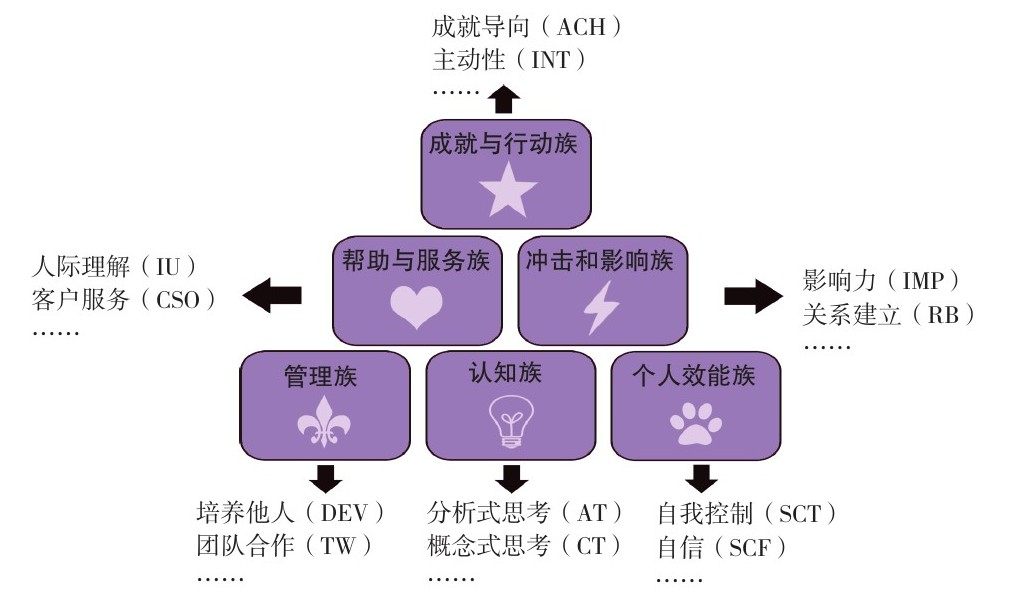 成就导向（ACH）
主动性（INT）
……
成就与行动族
帮助与服务族
冲击和影响族
人际理解（IU）
客户服务（CSO）
……
影响力（IMP）
关系建立（RB）
……
管理族
认知族
个人效能族
培养他人（DEV）
团队合作（TW）
……
分析式思考（AT）
概念式思考（CT）
……
自我控制（SCT）
自信（SCF）
……